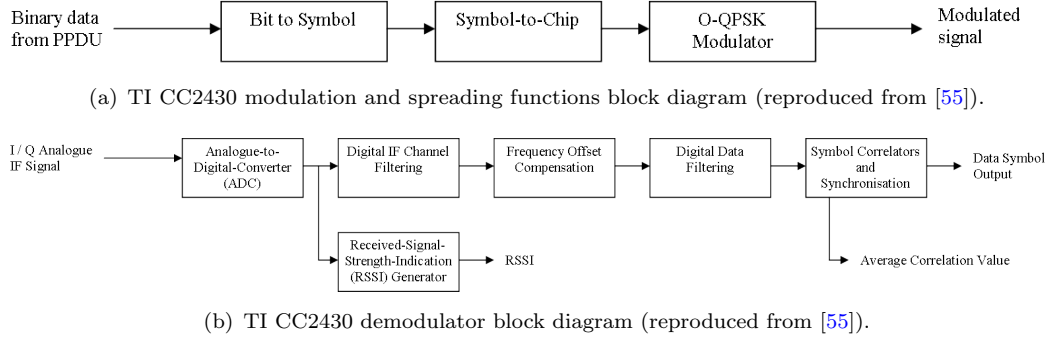 Binary data
from PPDU
Bit to Symbol
Symbol-to-Chip
O-QPSK
Modulator
Modulated
signal
(a) TI CC2430 modulation and spreading functions block diagram (reproduced from [55]).
I / Q Analogue
IF Signal
Analogue-to-
Digital-Converter
(ADC)
Digital IF Channel
Filtering
Frequency Offset
Compensation
Digital Data
Filtering
Symbol Correlators
and
Synchronisation
Data Symbol
Output
Received-Signal-
Strength-Indication
(RSSI) Generator
RSSI
Average Correlation Value
(b) TI CC2430 demodulator block diagram (reproduced from [55]).